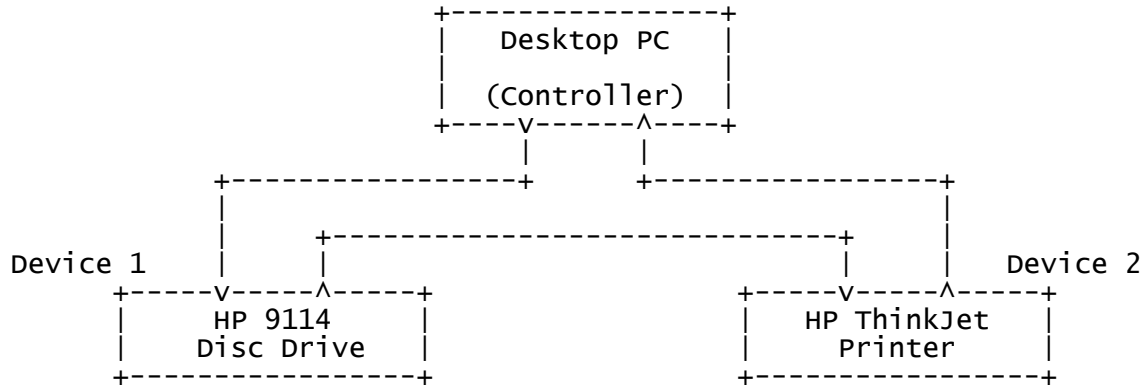 Desktop PC
(Controller)
Device 1
Device 2
HP 9114
Disc Drive
HP ThinkJet
Printer